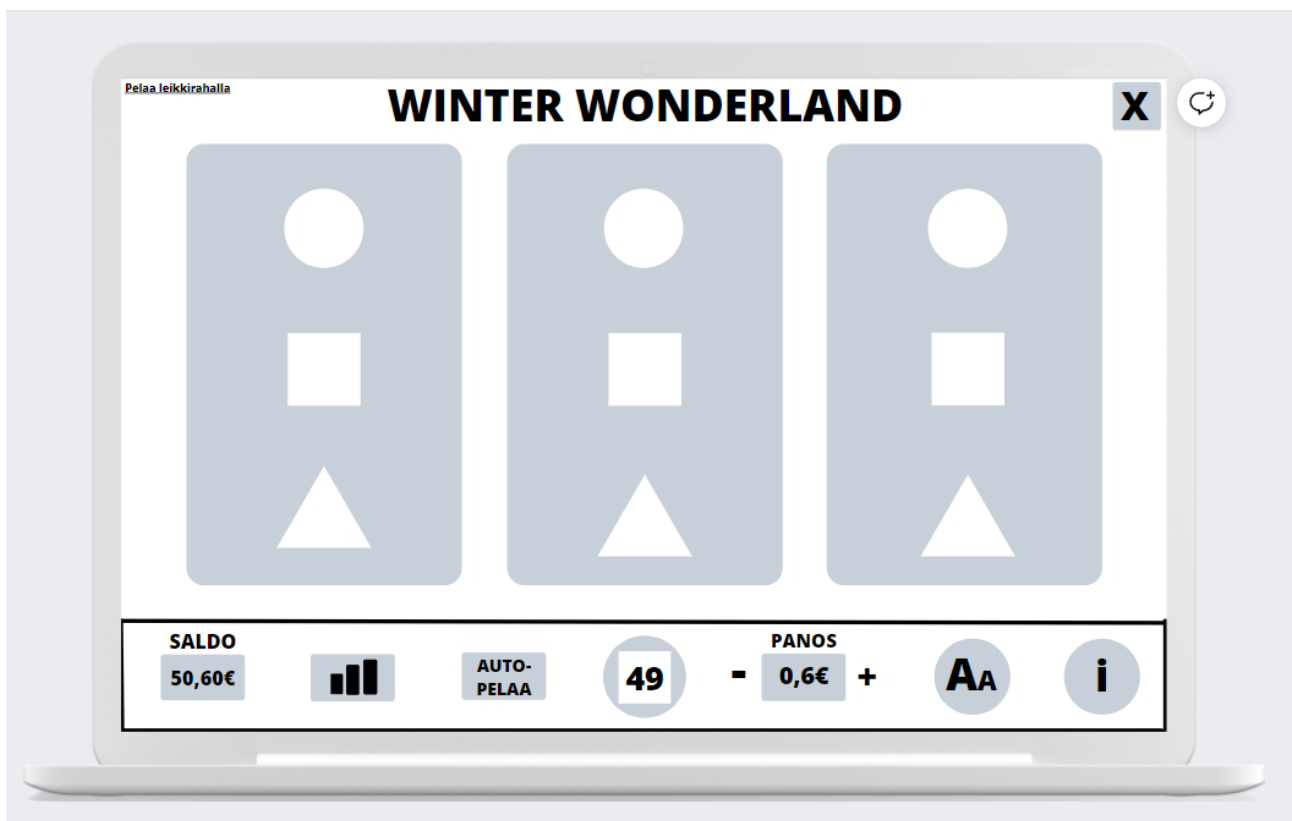 Pelaa leikkirahalla
WINTER WONDERLAND
X
SALDO
50,60€
AUTO-
PELAA
49
PANOS
- 0,6€ +
AA
i